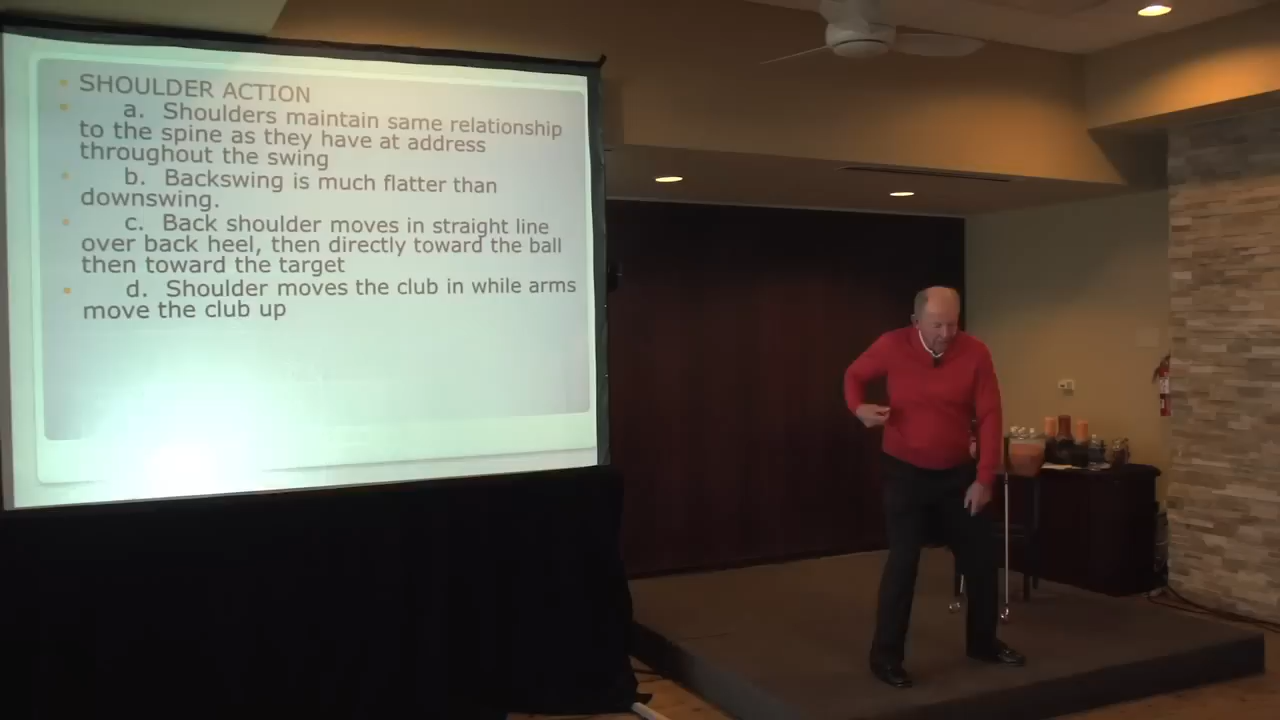 SHOULDER ACTION
a. Shoulders maintain same relationship
to the spine as they have at address
throughout the swing
b. Backswing is much flatter than
downswing.
c. Back shoulder moves in straight line
over back heel, then directly toward the ball
then toward the target
d. Shoulder moves the club in while arms
move the club up